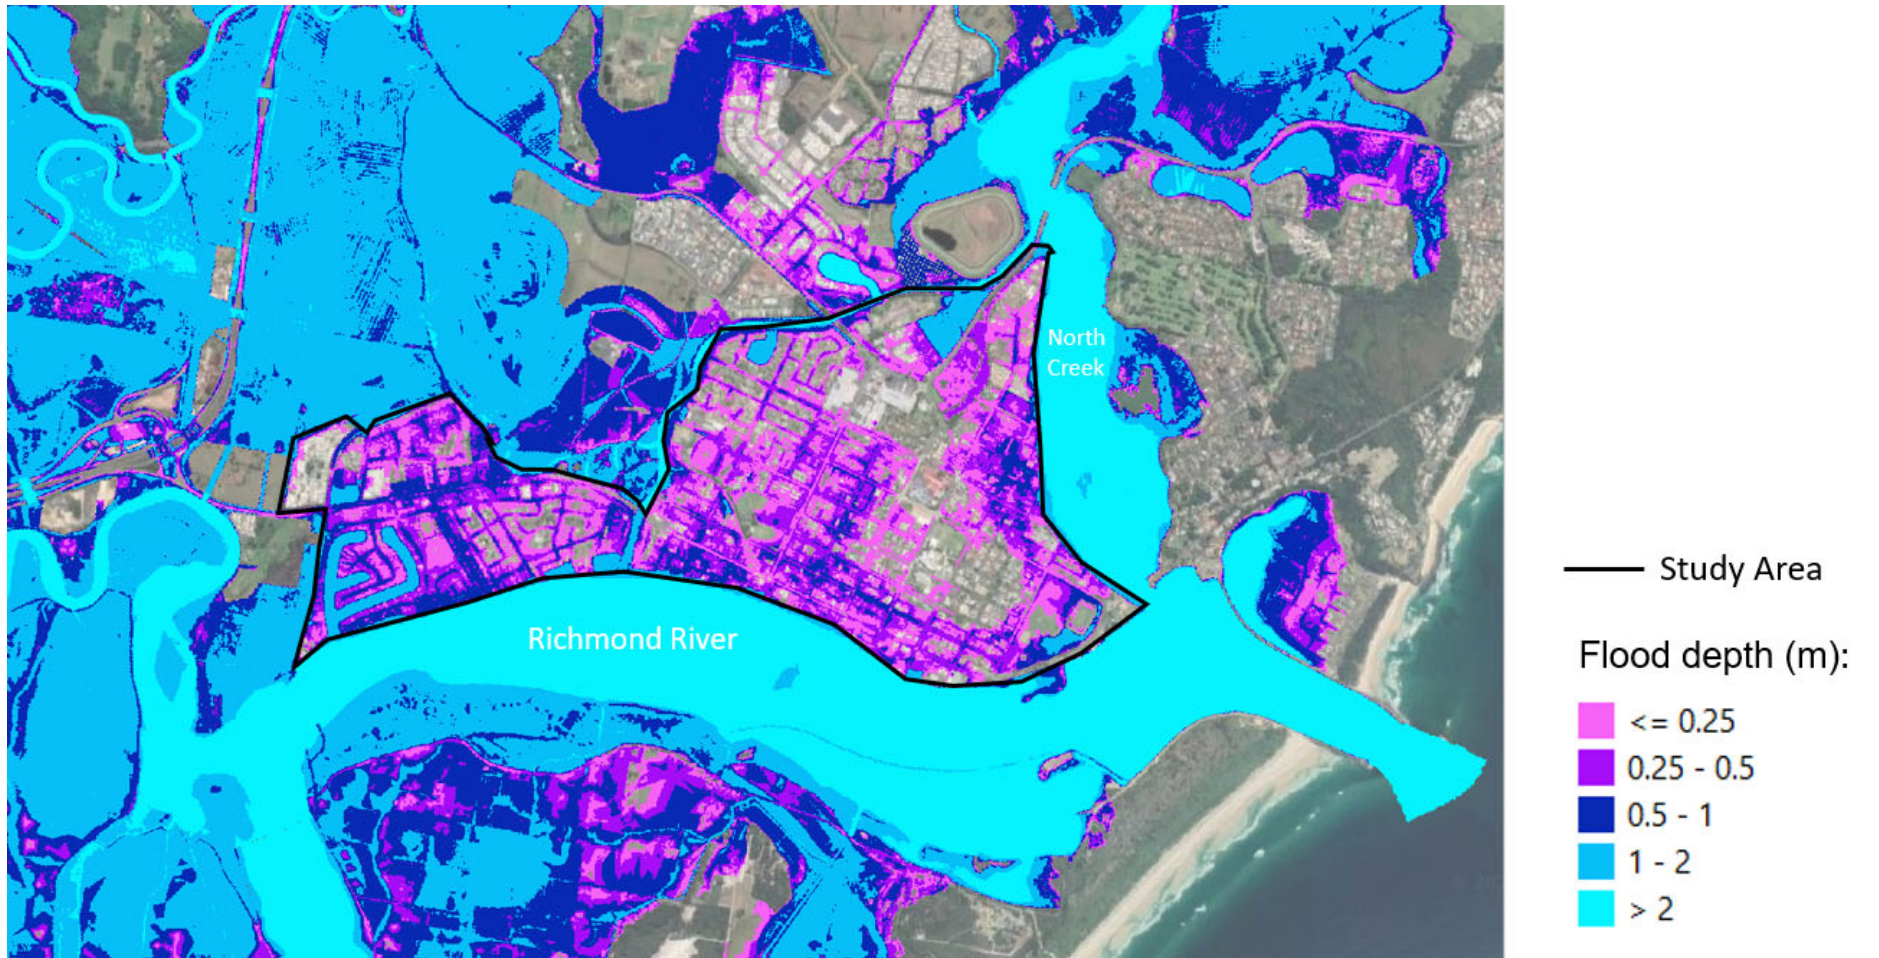 North
Creek
Richmond River
Study Area
Flood depth (m):
<= 0.25
0.25 - 0.5
0.5 - 1
1 - 2
> 2